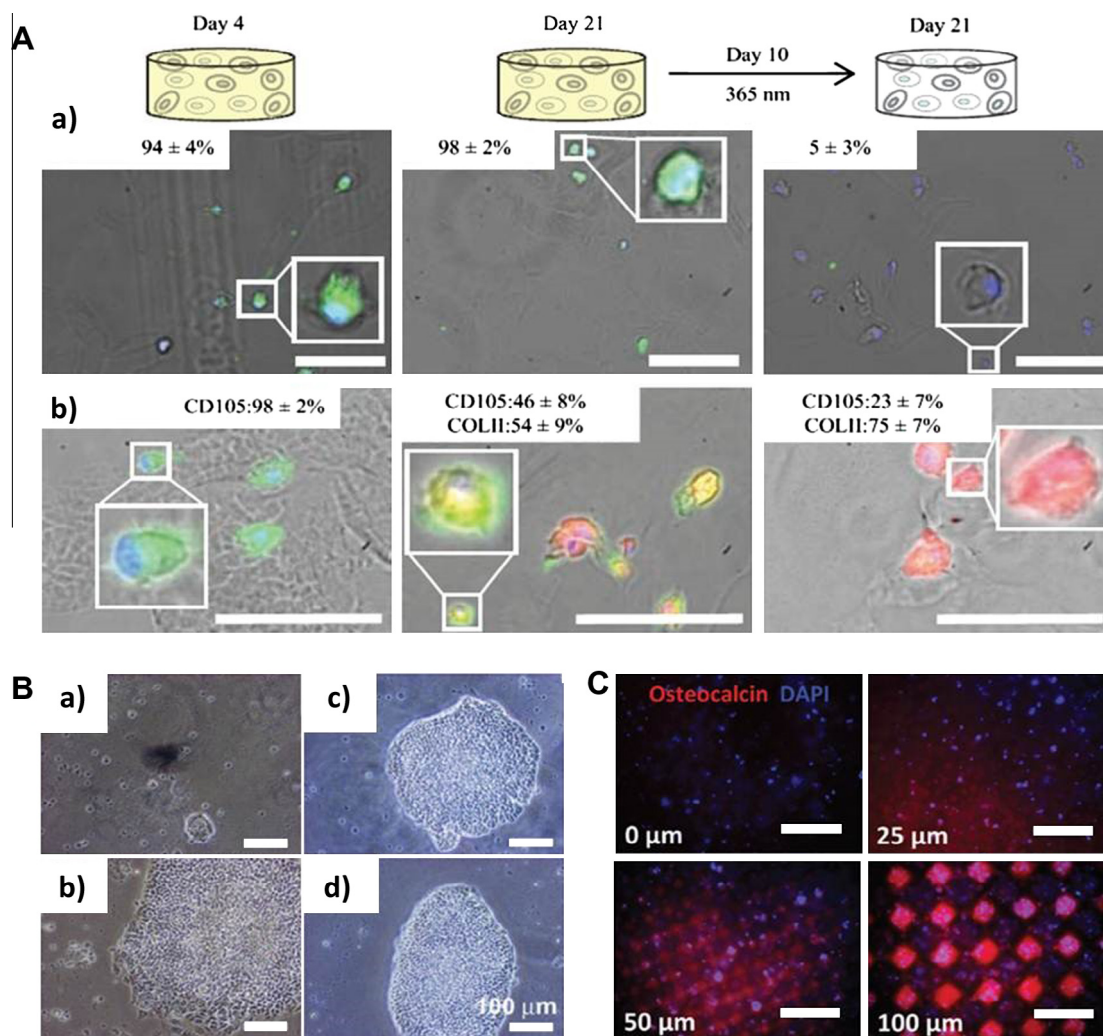 A
Day 4
Day 21
Day 10
365 nm
Day 21
a)
94 ± 4%
98 ± 2%
5 ± 3%
b)
CD105:98 ± 2%
CD105:46 ± 8%
COLII:54 ± 9%
CD105:23 ± 7%
COLII:75 ± 7%
B
a)
c)
b)
d)
100 μm
C
Osteocalcin DAPI
0 μm
25 μm
50 μm
100 μm